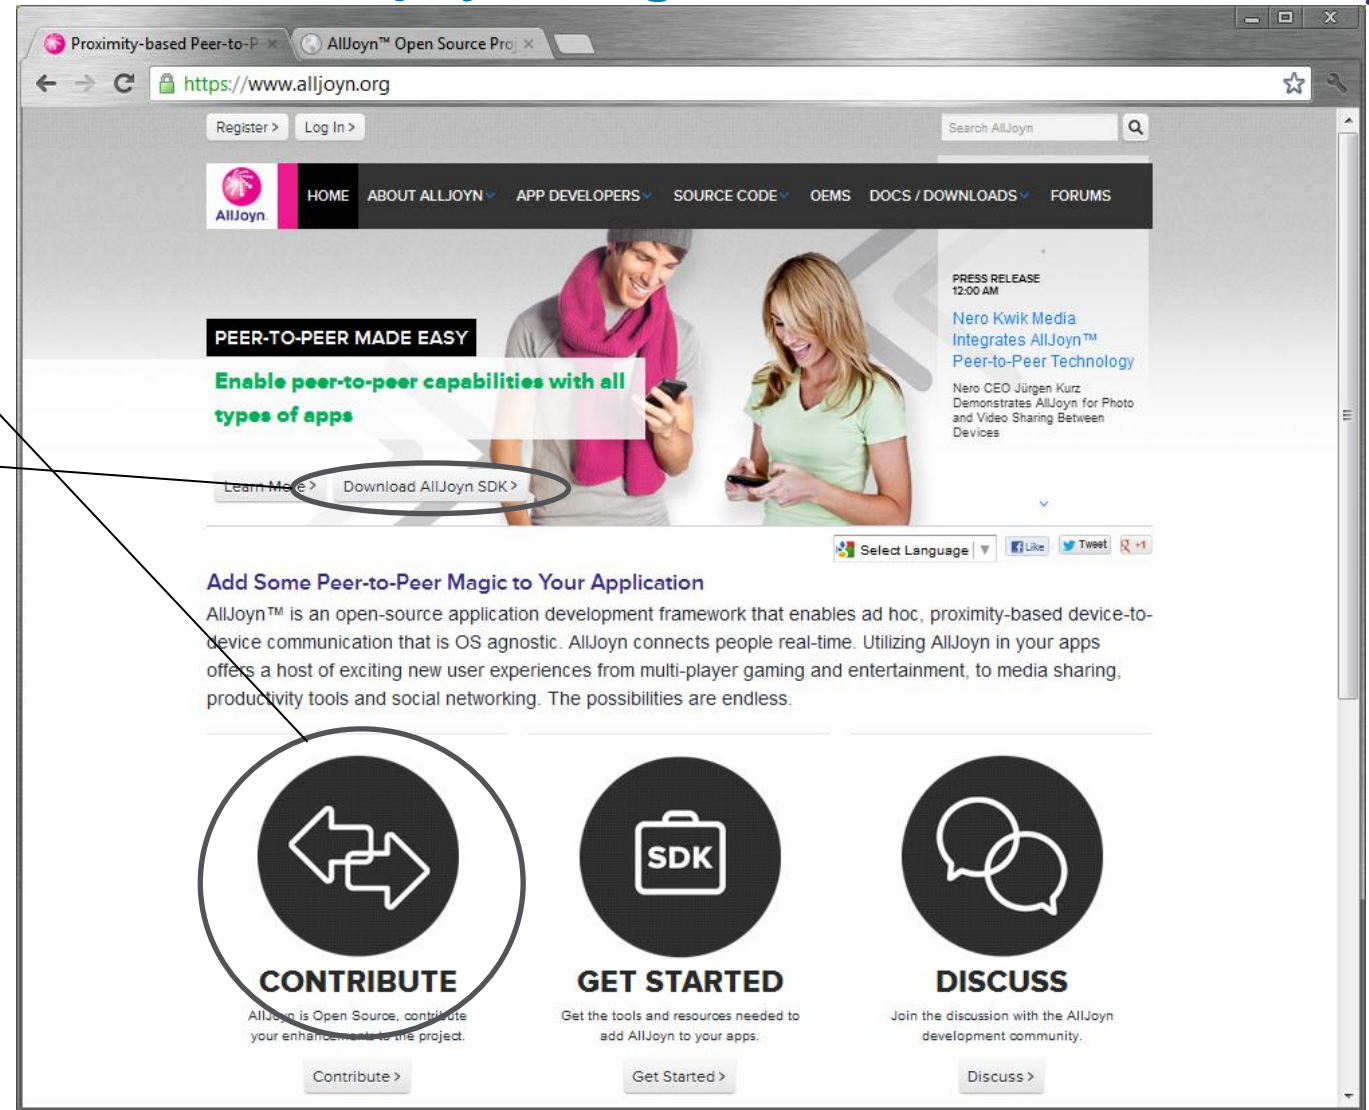 Proximity-based Peer-to-P
AllJoyn™ Open Source Proj
https://www.alljoyn.org
Register >
Log In >
Search AllJoyn
AllJoyn
HOME
ABOUT ALLJOYN
APP DEVELOPERS
SOURCE CODE
OEMS
DOCS / DOWNLOADS
FORUMS
PEER-TO-PEER MADE EASY
Enable peer-to-peer capabilities with all
types of apps
Learn More >
Download AllJoyn SDK >
PRESS RELEASE
12:00 AM
Nero Kwik Media
Integrates AllJoyn™
Peer-to-Peer Technology
Nero CEO Jürgen Kurz
Demonstrates AllJoyn for Photo
and Video Sharing Between
Devices
Select Language
Like
Tweet
+1
Add Some Peer-to-Peer Magic to Your Application
AllJoyn™ is an open-source application development framework that enables ad hoc, proximity-based device-to-
device communication that is OS agnostic. AllJoyn connects people real-time. Utilizing AllJoyn in your apps
offers a host of exciting new user experiences from multi-player gaming and entertainment, to media sharing,
productivity tools and social networking. The possibilities are endless.
CONTRIBUTE
AllJoyn is Open Source, contribute
your enhancements to the project.
Contribute >
SDK
GET STARTED
Get the tools and resources needed to
add AllJoyn to your apps.
Get Started >
DISCUSS
Join the discussion with the AllJoyn
development community.
Discuss >